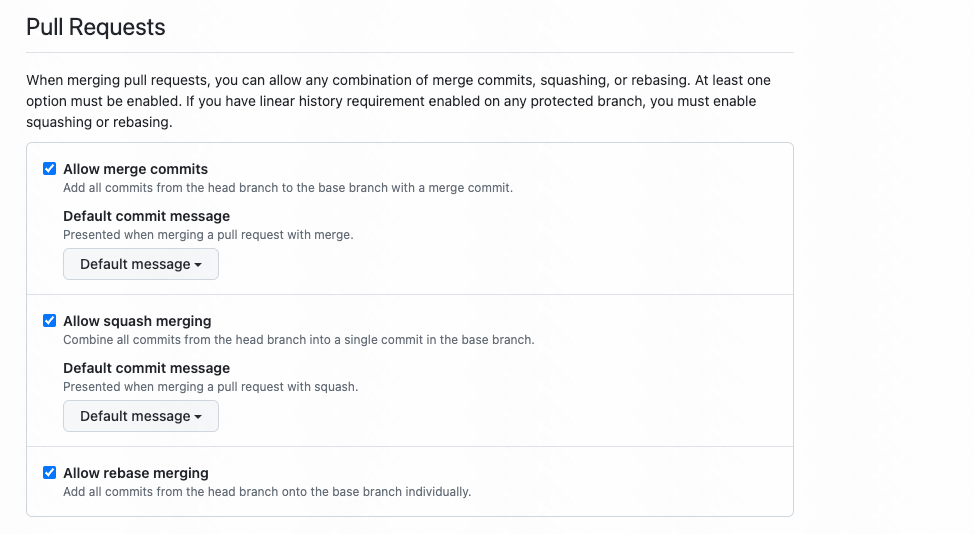 Pull Requests
When merging pull requests, you can allow any combination of merge commits, squashing, or rebasing. At least one
option must be enabled. If you have linear history requirement enabled on any protected branch, you must enable
squashing or rebasing.
Allow merge commits
Add all commits from the head branch to the base branch with a merge commit.
Default commit message
Presented when merging a pull request with merge.
Default message
Allow squash merging
Combine all commits from the head branch into a single commit in the base branch.
Default commit message
Presented when merging a pull request with squash.
Default message
Allow rebase merging
Add all commits from the head branch onto the base branch individually.